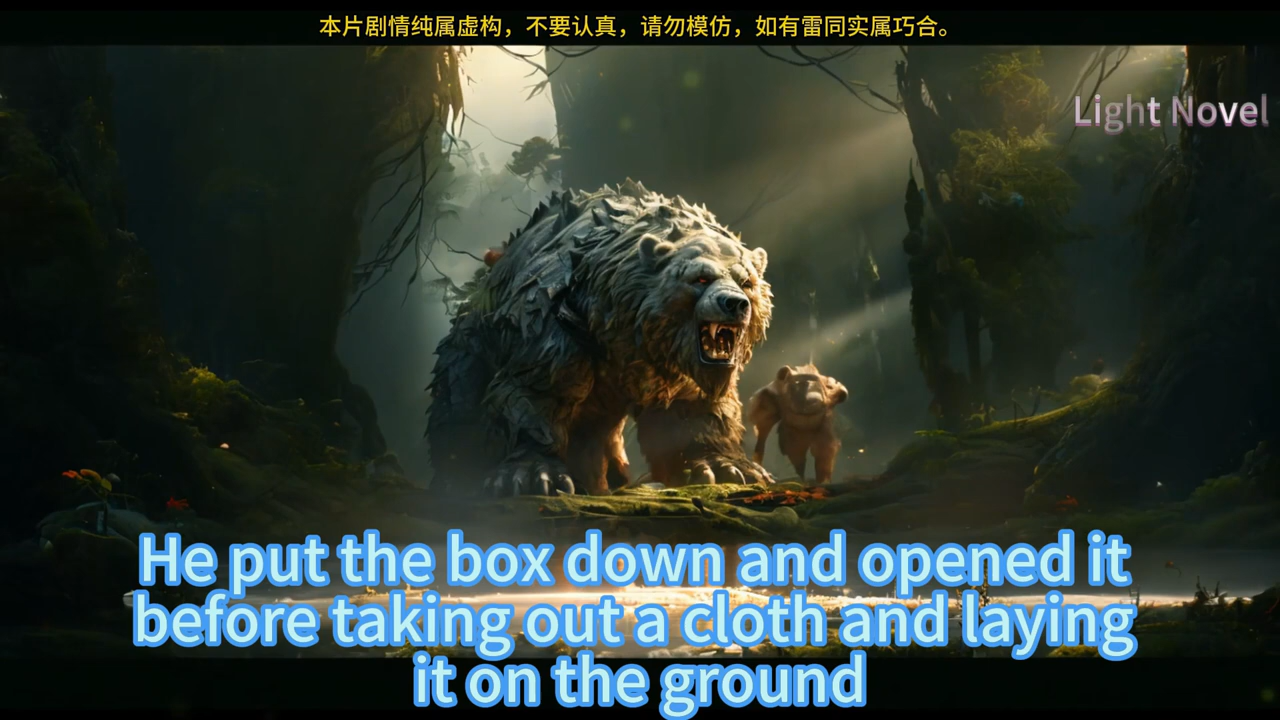 本片剧情纯属虚构，不要认真，请勿模仿，如有雷同实属巧合。
Light Novel
He put the box down and opened it
before taking out a cloth and laying
it on the ground